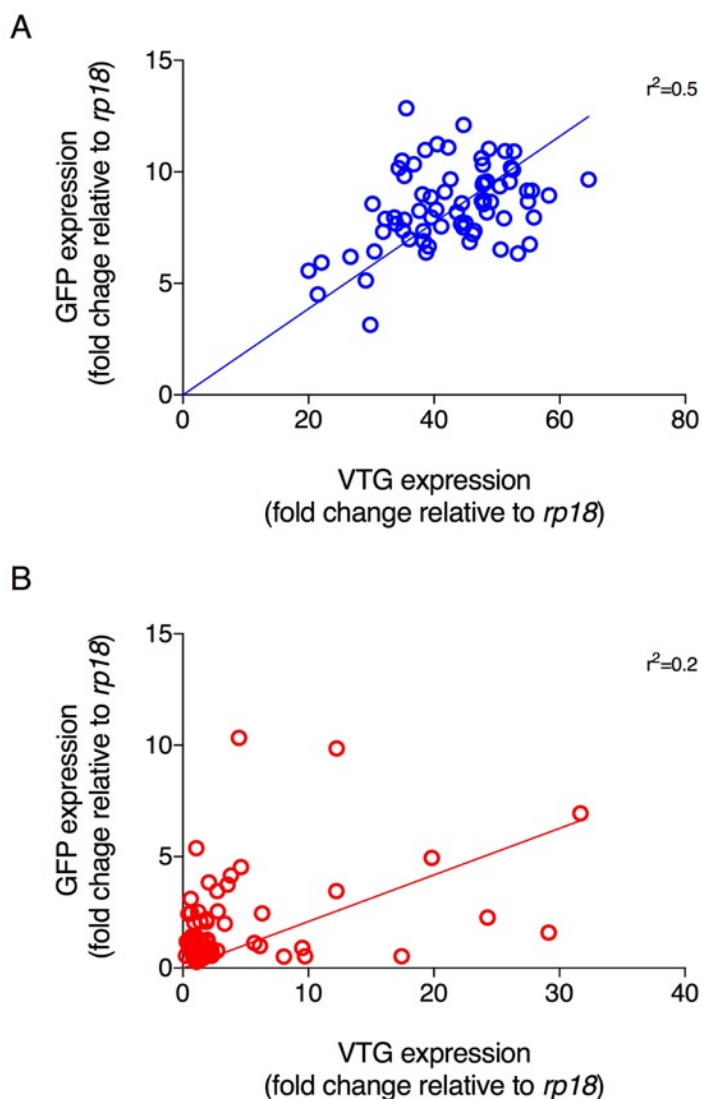 A
GFP expression
(fold chage relative to rp18)
15
10
5
0
r²=0.5
0 20 40 60 80
VTG expression
(fold change relative to rp18)
B
GFP expression
(fold chage relative to rp18)
15
10
5
0
r²=0.2
0 10 20 30 40
VTG expression
(fold change relative to rp18)